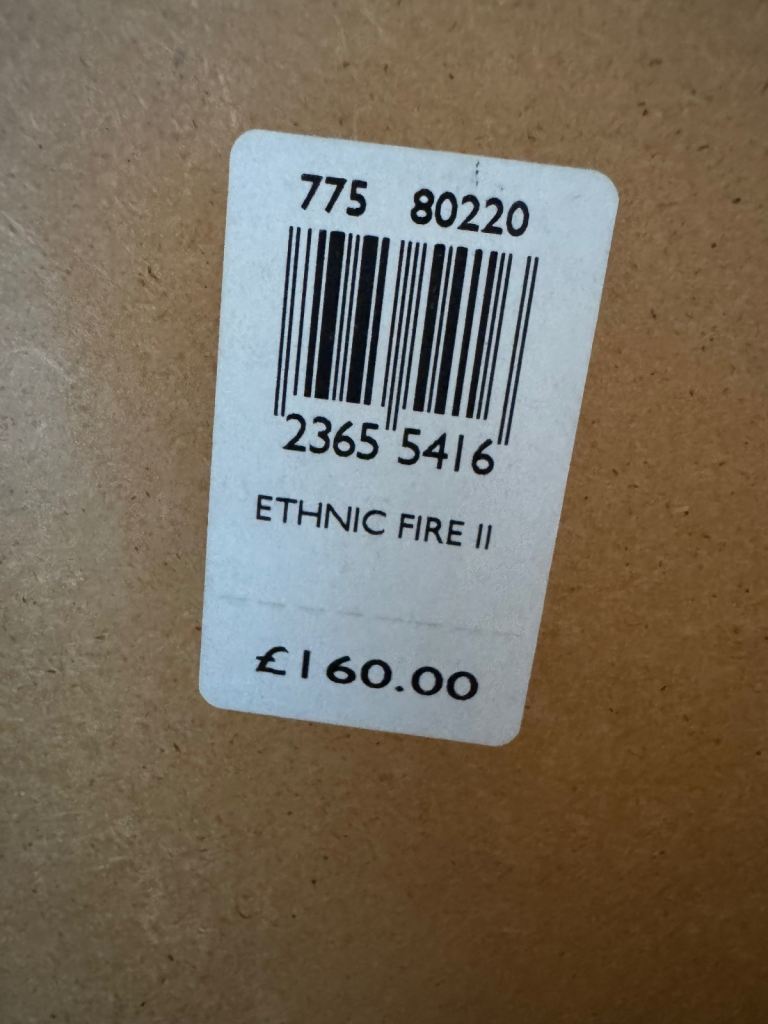 775 80220
2365 5416
ETHNIC FIRE II
£160.00